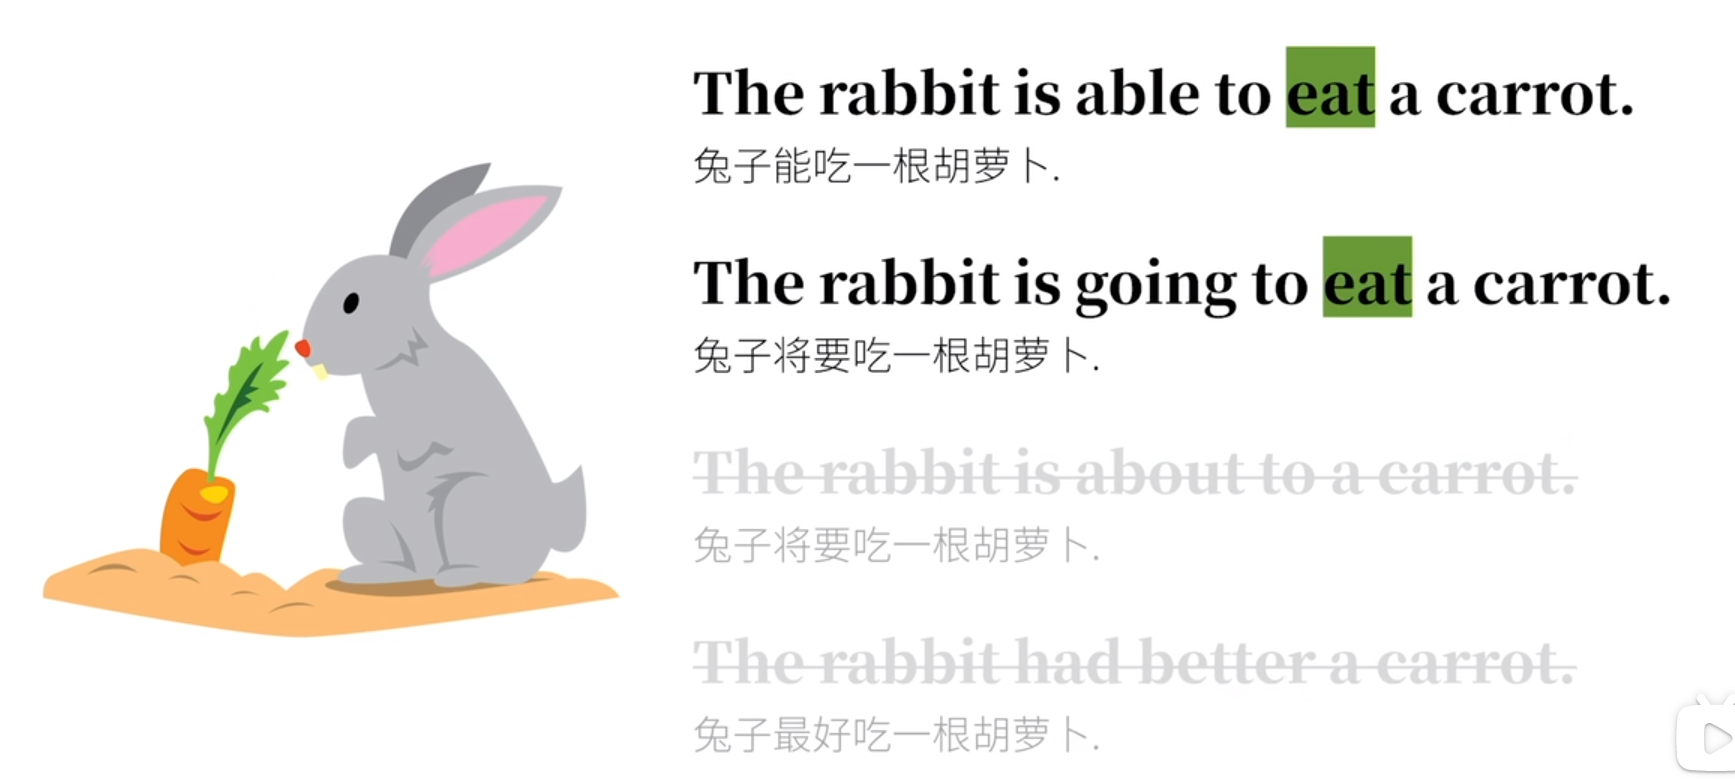 The rabbit is able to eat a carrot.
兔子能吃一根胡萝卜.
The rabbit is going to eat a carrot.
兔子将要吃一根胡萝卜.
The rabbit is about to a carrot.
兔子将要吃一根胡萝卜.
The rabbit had better a carrot.
兔子最好吃一根胡萝卜.